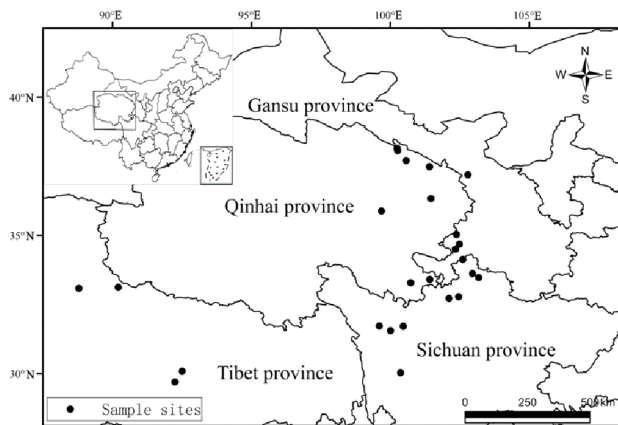 90°E 95°E 100°E 105°E
N
W E
S
40°N
Gansu province
Qinhai province
35°N
Sichuan province
Tibet province
30°N
Sample sites
0 250 500 km